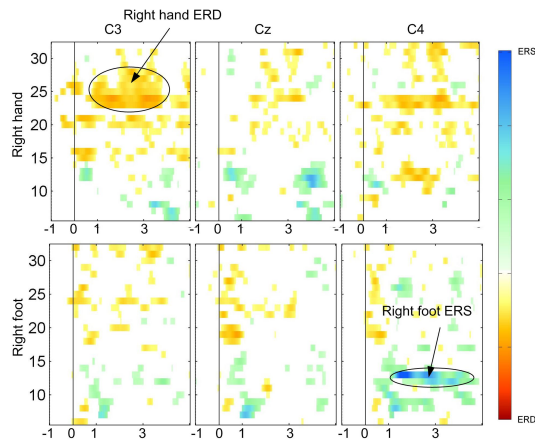 Right hand ERD
C3 Cz C4
ERS
Right hand
30
25
20
15
10
-1 0 1 3 -1 0 1 3 -1 0 1 3
Right foot
30
25
20
15
10
Right foot ERS
-1 0 1 3 -1 0 1 3 -1 0 1 3
ERD